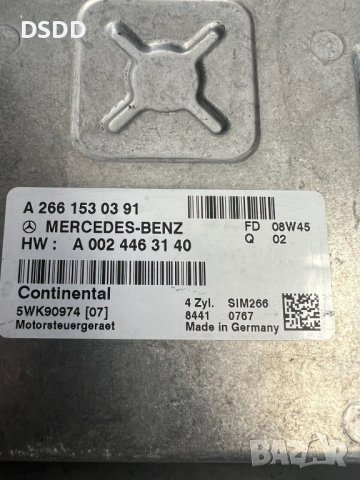 DSDD
A 266 153 03 91
MERCEDES-BENZ
HW : A 002 446 31 40
FD 08W45
Q 02
Continental
5WK90974 [07]
Motorsteuergeraet
4 Zyl. SIM266
8441 0767
Made in Germany
bazar